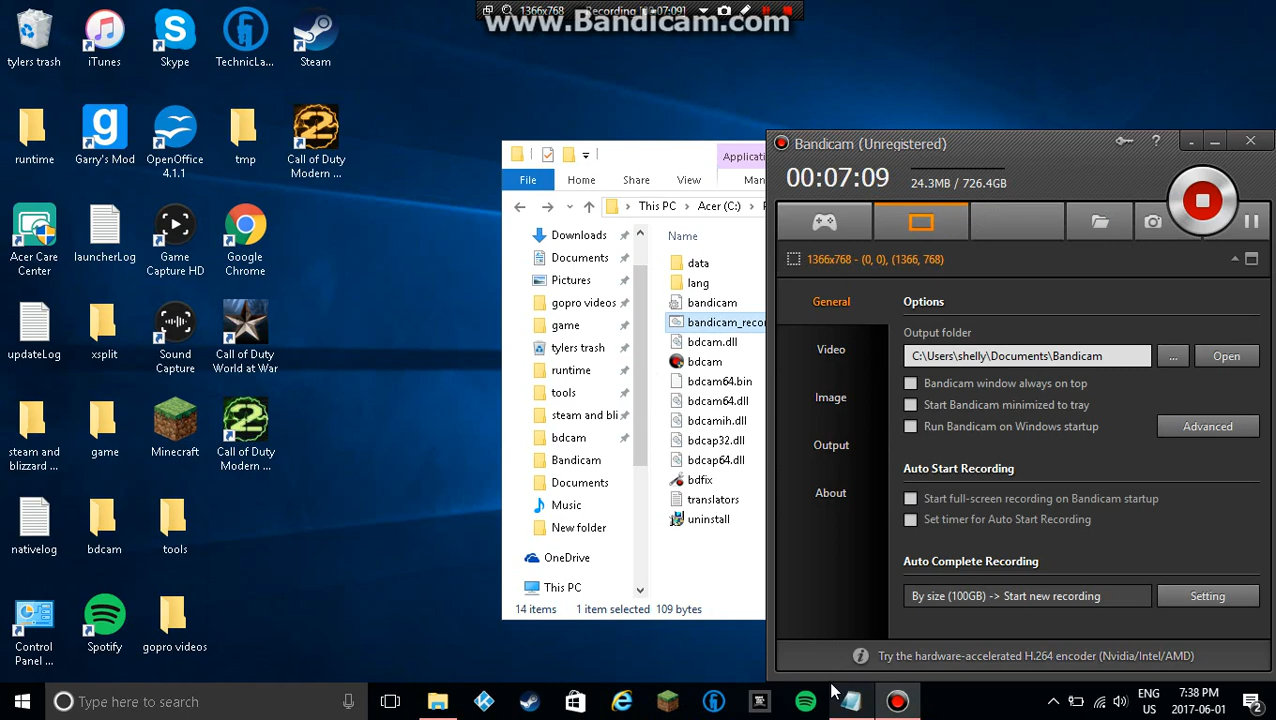 1366x768 Recording [00:07:09]
www.Bandicam.com
tylers trash
iTunes
Skype
TechnicLa...
Steam
runtime
Garry's Mod
OpenOffice 4.1.1
tmp
Call of Duty Modern ...
Acer Care Center
launcherLog
Game Capture HD
Google Chrome
updateLog
xsplit
Sound Capture
Call of Duty World at War
steam and blizzard ...
game
Minecraft
Call of Duty Modern ...
nativelog
bdcam
tools
Control Panel ...
Spotify
gopro videos
Applicati
File
Home
Share
View
Man
This PC
Acer (C:)
Downloads
Documents
Pictures
gopro videos
game
tylers trash
runtime
tools
steam and bli
bdcam
Bandicam
Documents
Music
New folder
OneDrive
This PC
Name
data
lang
bandicam
bandicam_reco
bdcam.dll
bdcam
bdcam64.bin
bdcam64.dll
bdcamih.dll
bdcap32.dll
bdcap64.dll
bdfix
translators
uninstall
14 items
1 item selected 109 bytes
Bandicam (Unregistered)
?
00:07:09
24.3MB / 726.4GB
1366x768 - (0, 0), (1366, 768)
General
Video
Image
Output
About
Options
Output folder
C:\Users\shelly\Documents\Bandicam
...
Open
Bandicam window always on top
Start Bandicam minimized to tray
Run Bandicam on Windows startup
Advanced
Auto Start Recording
Start full-screen recording on Bandicam startup
Set timer for Auto Start Recording
Auto Complete Recording
By size (100GB) -> Start new recording
Setting
Try the hardware-accelerated H.264 encoder (Nvidia/Intel/AMD)
Type here to search
ENG
US
7:38 PM
2017-06-01
2